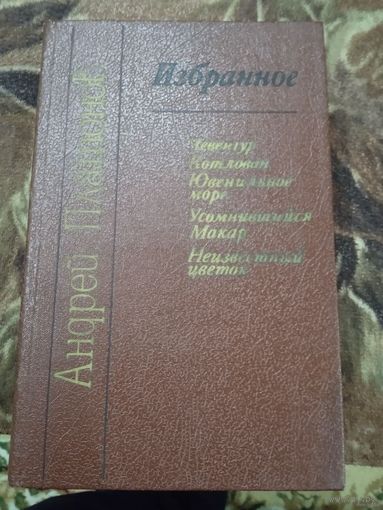 Андрей Платонов
Избранное
Чевенгур
Котлован
Ювенильное
море
Усомнившийся
Макар
Неизвестный
цветок